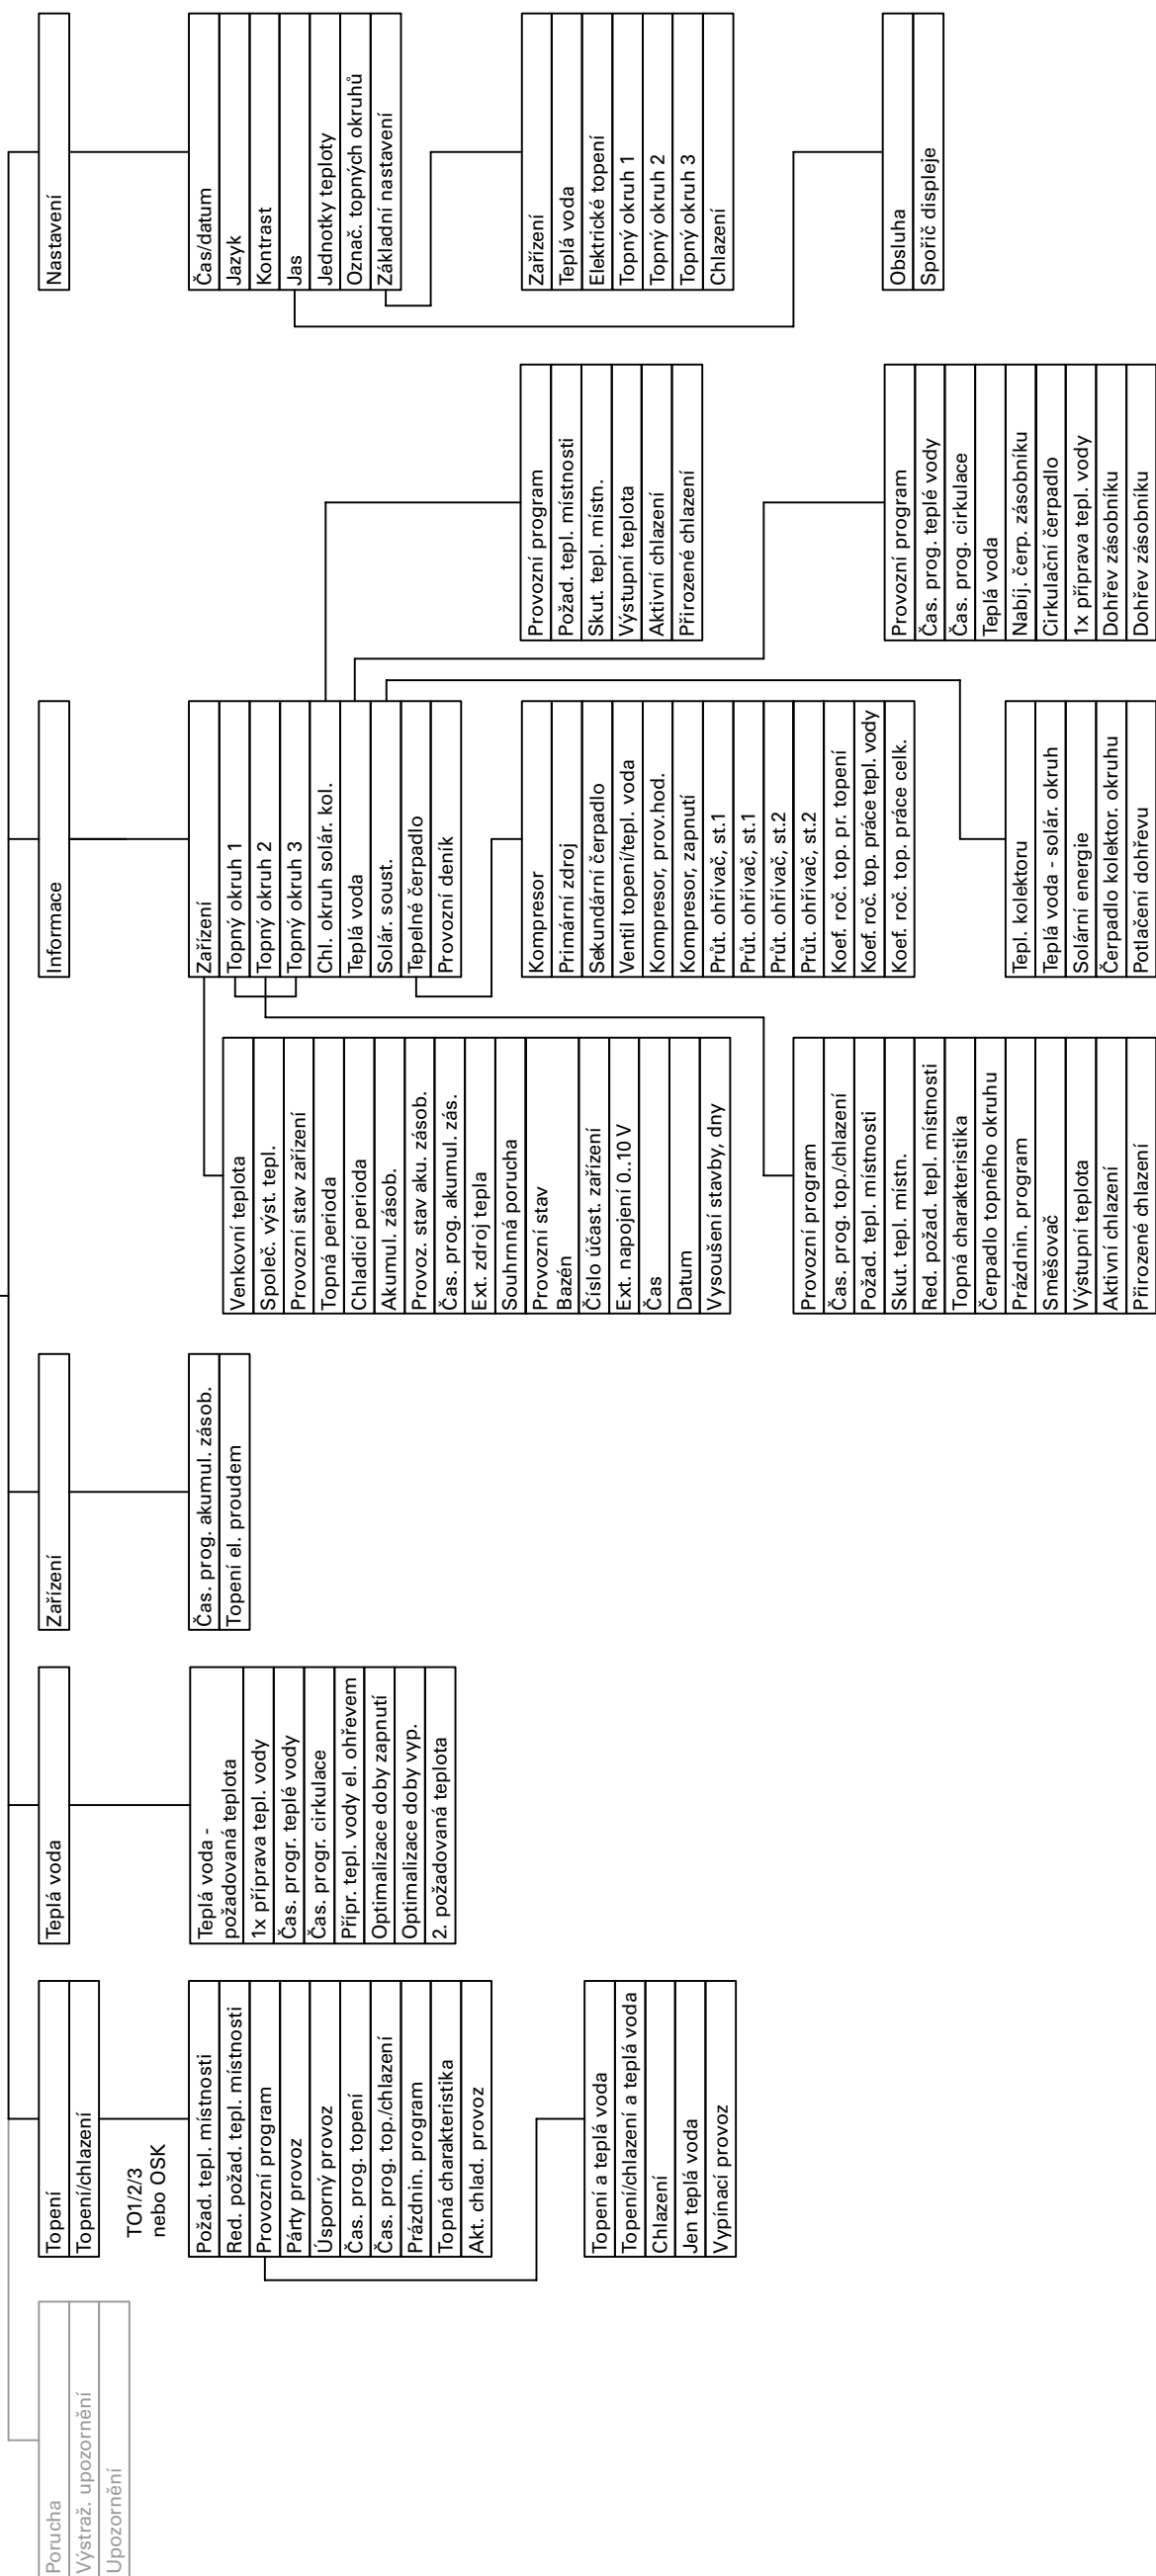 Porucha
Výstraž. upozornění
Upozornění
Topení
Topení/chlazení
TO1/2/3
nebo OSK
Požad. tepl. místnosti
Red. požad. tepl. místnosti
Provozní program
Párty provoz
Úsporný provoz
Čas. prog. topení
Čas. prog. top./chlazení
Prázdnin. program
Topná charakteristika
Akt. chlad. provoz
Topení a teplá voda
Topení/chlazení a teplá voda
Chlazení
Jen teplá voda
Vypínací provoz
Teplá voda
Teplá voda -
požadovaná teplota
1x příprava tepl. vody
Čas. progr. teplé vody
Čas. progr. cirkulace
Přípr. tepl. vody el. ohřevem
Optimalizace doby zapnutí
Optimalizace doby vyp.
2. požadovaná teplota
Zařízení
Čas. prog. akumul. zásob.
Topení el. proudem
Informace
Zařízení
Topný okruh 1
Topný okruh 2
Topný okruh 3
Chl. okruh solár. kol.
Teplá voda
Solár. soust.
Tepelné čerpadlo
Provozní deník
Venkovní teplota
Společ. výst. tepl.
Provozní stav zařízení
Topná perioda
Chladicí perioda
Akumul. zásob.
Provoz. stav aku. zásob.
Čas. prog. akumul. zás.
Ext. zdroj tepla
Souhrnná porucha
Provozní stav
Bazén
Číslo účast. zařízení
Ext. napojení 0..10 V
Čas
Datum
Vysoušení stavby, dny
Provozní program
Čas. prog. top./chlazení
Požad. tepl. místnosti
Skut. tepl. místn.
Red. požad. tepl. místnosti
Topná charakteristika
Čerpadlo topného okruhu
Prázdnin. program
Směšovač
Výstupní teplota
Aktivní chlazení
Přirozené chlazení
Kompresor
Primární zdroj
Sekundární čerpadlo
Ventil topení/tepl. voda
Kompresor, prov.hod.
Kompresor, zapnutí
Průt. ohřívač, st.1
Průt. ohřívač, st.1
Průt. ohřívač, st.2
Průt. ohřívač, st.2
Koef. roč. top. pr. topení
Koef. roč. top. práce tepl. vody
Koef. roč. top. práce celk.
Tepl. kolektoru
Teplá voda - solár. okruh
Solární energie
Čerpadlo kolektor. okruhu
Potlačení dohřevu
Provozní program
Požad. tepl. místnosti
Skut. tepl. místn.
Výstupní teplota
Aktivní chlazení
Přirozené chlazení
Provozní program
Čas. prog. teplé vody
Čas. prog. cirkulace
Teplá voda
Nabíj. čerp. zásobníku
Cirkulační čerpadlo
1x příprava tepl. vody
Dohřev zásobníku
Dohřev zásobníku
Nastavení
Čas/datum
Jazyk
Kontrast
Jas
Jednotky teploty
Označ. topných okruhů
Základní nastavení
Zařízení
Teplá voda
Elektrické topení
Topný okruh 1
Topný okruh 2
Topný okruh 3
Chlazení
Obsluha
Spořič displeje